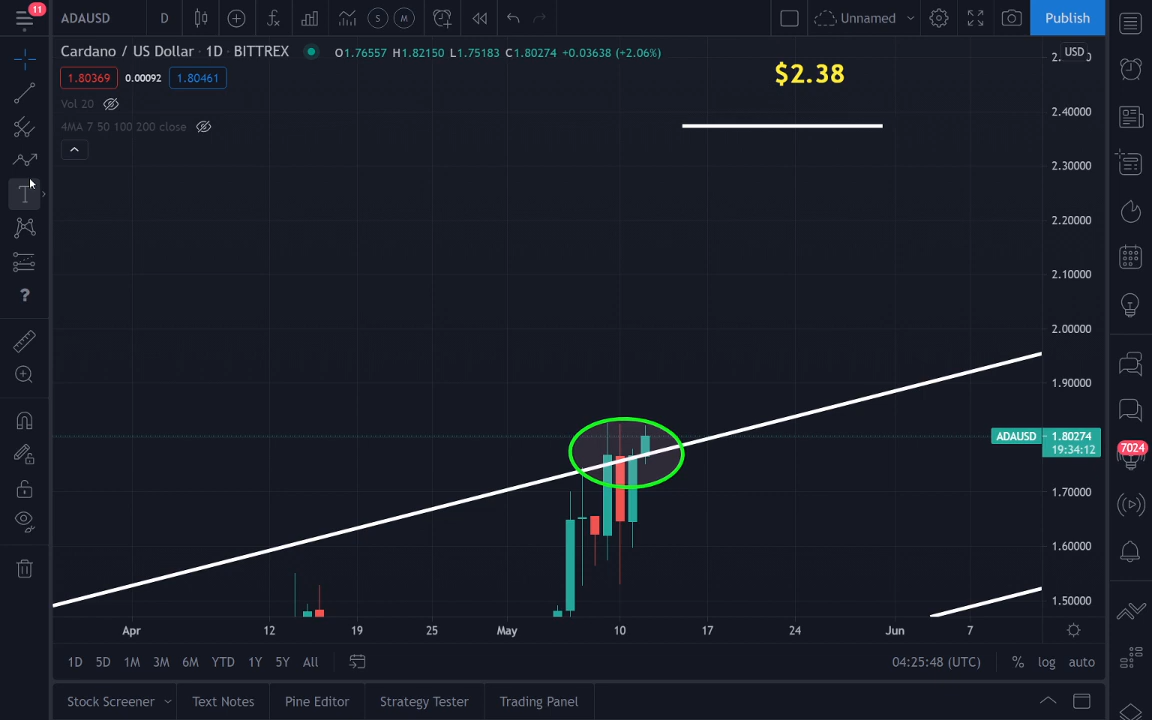 11
ADAUSD D S M Unnamed Publish
Cardano / US Dollar · 1D · BITTREX O1.76557 H1.82150 L1.75183 C1.80274 +0.03638 (+2.06%)
USD
1.80369 0.00092 1.80461
$2.38
Vol 20
4MA 7 50 100 200 close
2.40000
2.30000
2.20000
2.10000
2.00000
1.90000
ADAUSD 1.80274
19:34:12
7024
1.70000
1.60000
1.50000
Apr 12 19 25 May 10 17 24 Jun 7
1D 5D 1M 3M 6M YTD 1Y 5Y All 04:25:48 (UTC) % log auto
Stock Screener Text Notes Pine Editor Strategy Tester Trading Panel